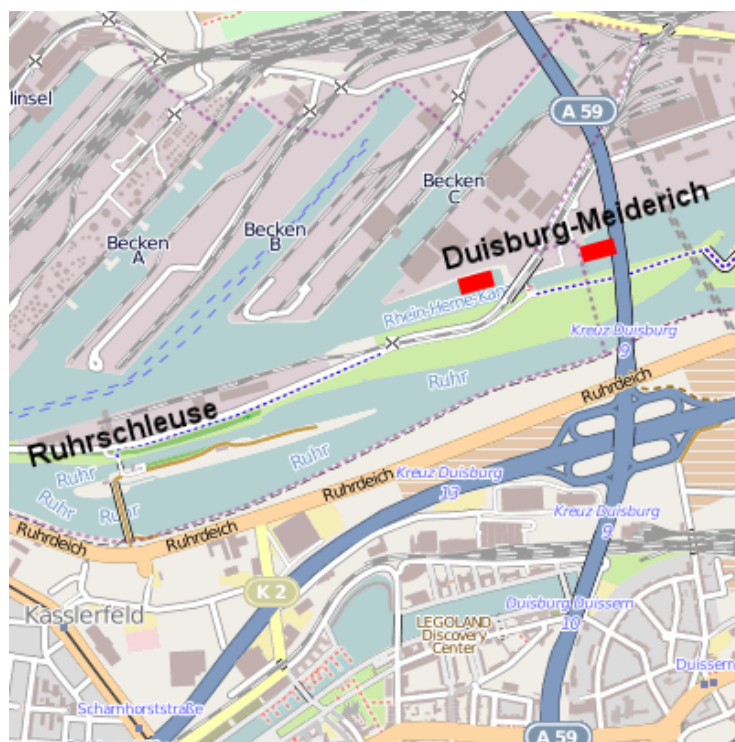 linsel
A 59
Becken
C
Duisburg-Meiderich
Becken
A
Becken
B
Rhein-Herne-Kan
Kreuz Duisburg
9
Ruhr
Ruhrdeich
Ruhrschleuse
Ruhr
Ruhr
Kreuz Duisburg
13
Ruhr
Ruhr
Ruhrdeich
Kreuz Duisburg
9
Ruhrdeich
Ruhrdeich
K 2
Kasslerfeld
Duisburg Duissern
10
LEGOLAND
Discovery
Center
Duissern
Scharnhorststraße
A 59